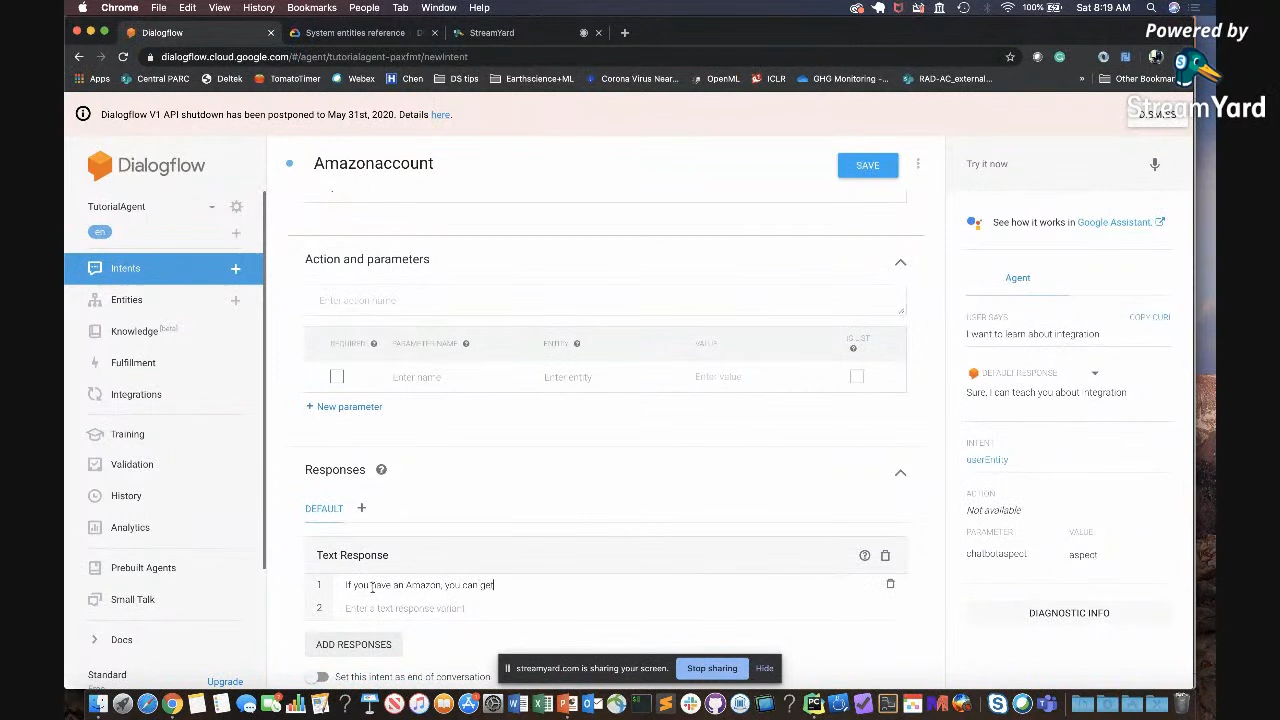 Chrome File Edit View History Bookmarks People Tab Window Help 100% Sat 8:19 AM
Powered by
StreamYard
Dialogflow
System entities reference
StreamYard
dialogflow.cloud.google.com/#/agent/tutorialagent-paxfmt/newIntent
Apps Central PARC Deltek TomatoTimer Webex Chen DS tips Earthscience+ML Corona Virus Near... OpenML ICLR GHG Monitoring -... RAD-AC_external... » Other Bookmar
Dialogflow V1 API shutdown has been postponed to May 31st, 2020. Details here.
DISMISS
Dialogflow
TutorialAgent
en
Intents
Entities
Knowledge [beta]
Fulfillment
Integrations
Training
Validation
History
Analytics
Prebuilt Agents
Small Talk
Docs
Standard
Free
Upgrade
Amazonaccount
SAVE
Action and parameters
Enter action name
REQUIRED PARAMETER NAME ENTITY VALUE IS LIST
Enter name Enter entity Enter value
+ New parameter
Responses
DEFAULT +
Text Response
1 If you have an Amazon, you can get
2 Enter a text response variant
ADD RESPONSES
Set this intent as end of convers
streamyard.com is sharing your screen. Stop sharing Hide
Try it now
See how it works in Google Assistant.
Agent
USER SAYS COPY CURL
I want to learn about integration
DEFAULT RESPONSE
Sure, I can teach you about integration
INTENT
userEntity
ACTION
Not available
PARAMETER VALUE
chatbotaspect aspect
DIAGNOSTIC INFO